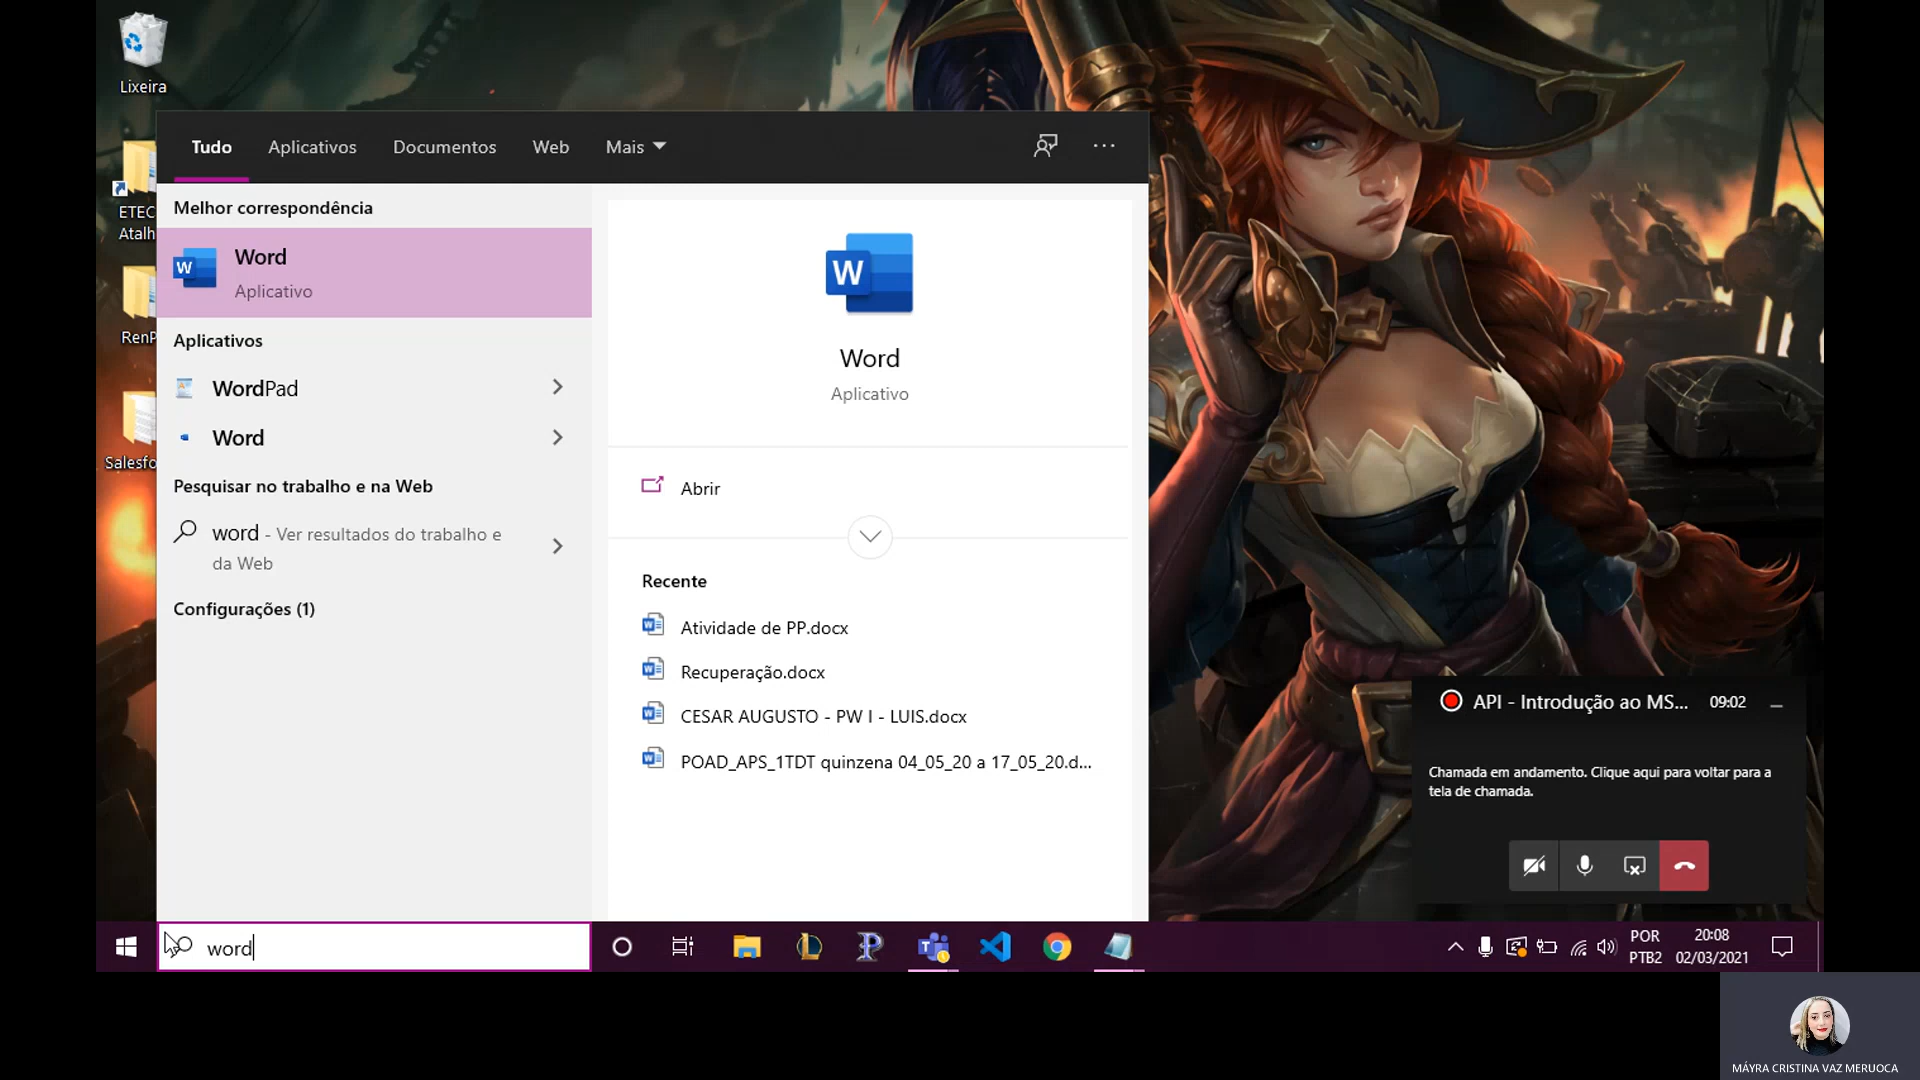 Lixeira
ETEC
Atalh
RenP
Salesfo
Tudo
Aplicativos
Documentos
Web
Mais
Melhor correspondência
Word
Aplicativo
Aplicativos
WordPad
Word
Pesquisar no trabalho e na Web
word - Ver resultados do trabalho e
da Web
Configurações (1)
W
Word
Aplicativo
Abrir
Recente
Atividade de PP.docx
Recuperação.docx
CESAR AUGUSTO - PW I - LUIS.docx
POAD_APS_1TDT quinzena 04_05_20 a 17_05_20.d...
API - Introdução ao MS... 09:02
Chamada em andamento. Clique aqui para voltar para a
tela de chamada.
word
POR
PTB2
20:08
02/03/2021
MÁYRA CRISTINA VAZ MERUOCA